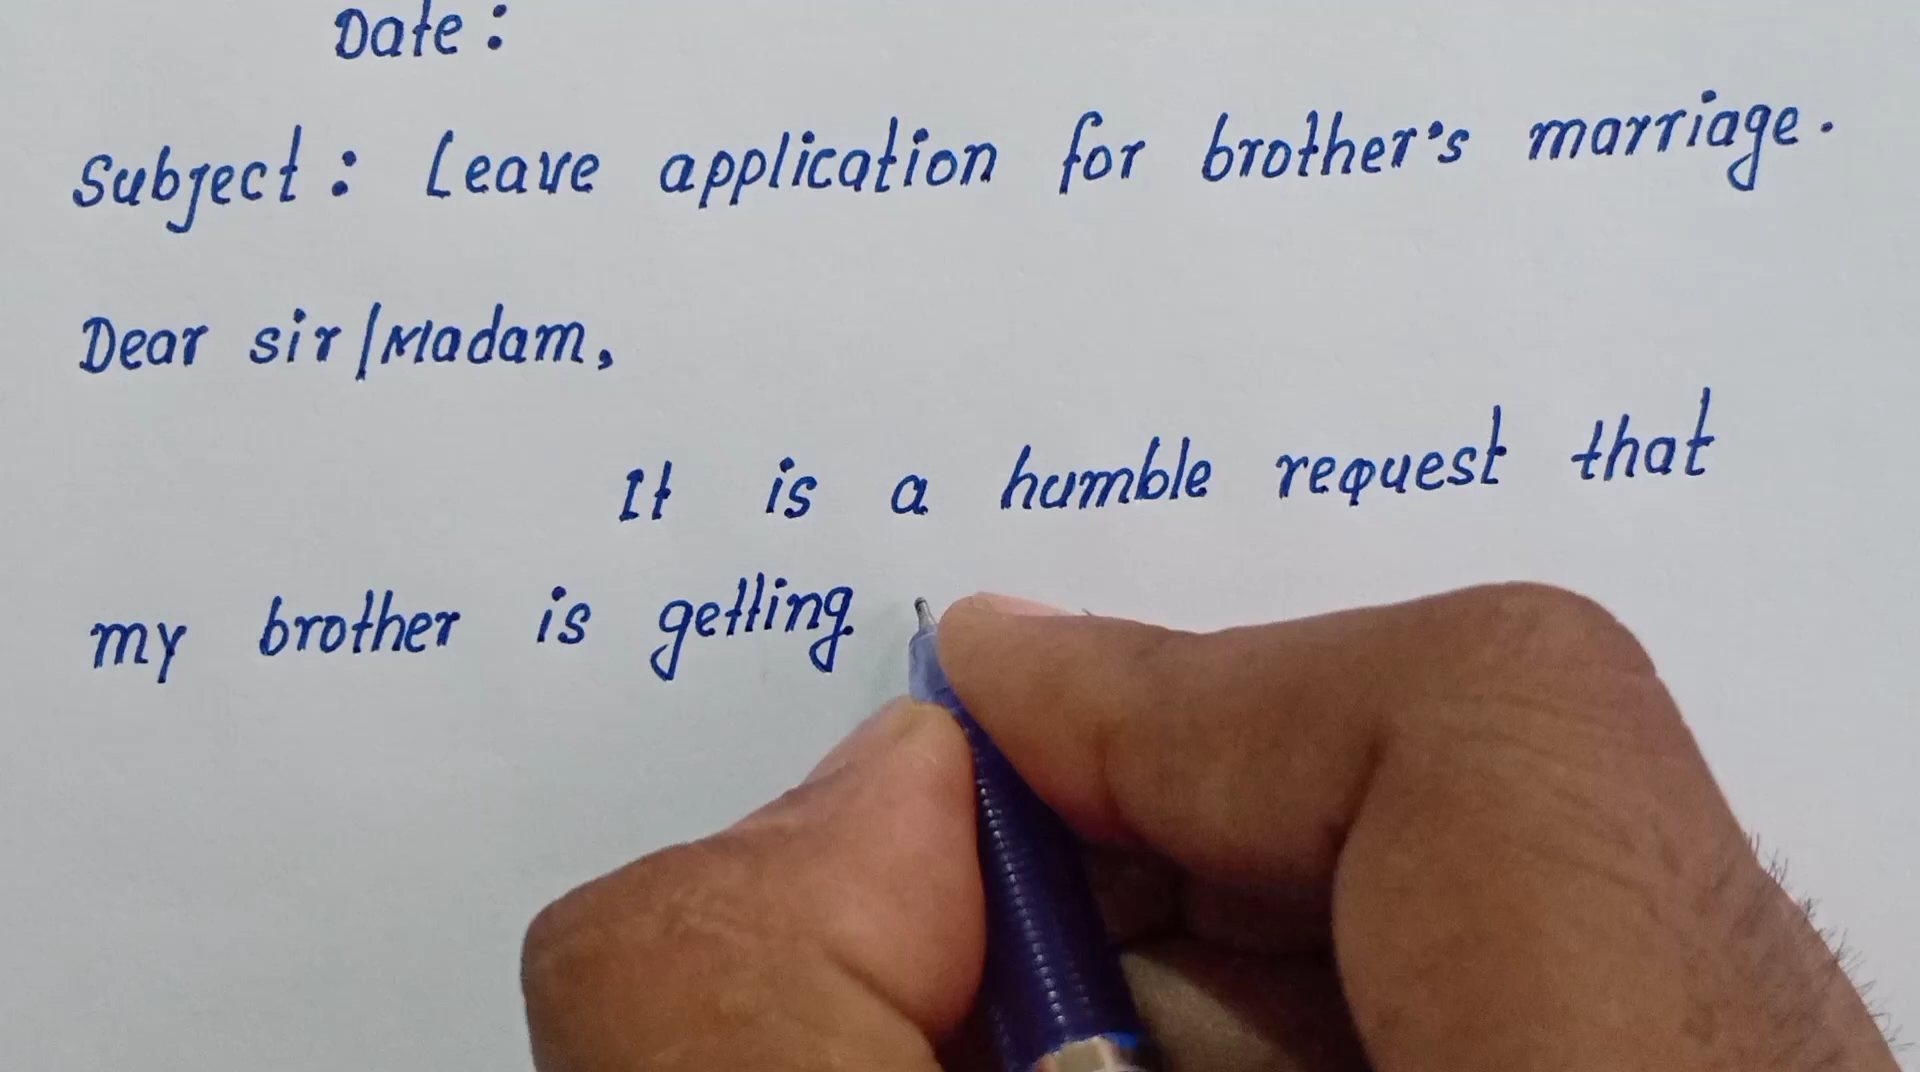 Date :
Subject : Leave application for brother's marriage.
Dear sir/Madam,
It is a humble request that
my brother is getting